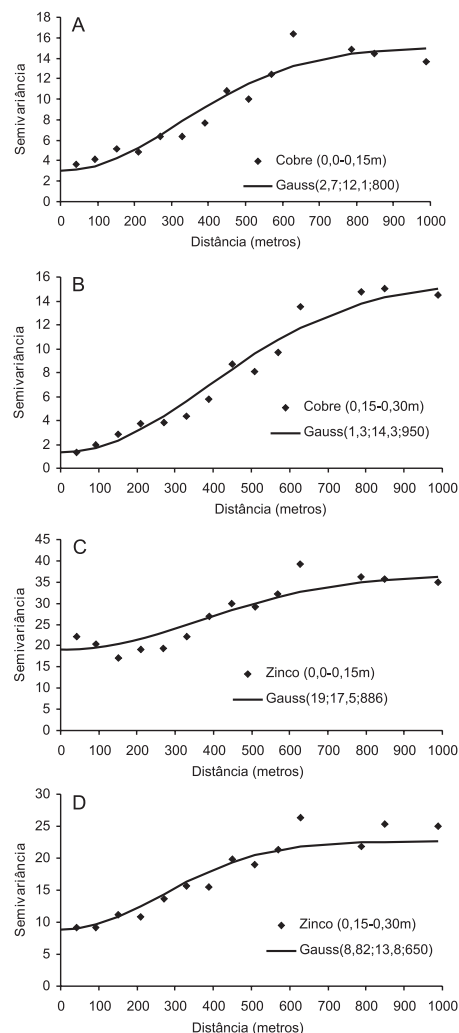 A
18
16
14
12
10
8
6
4
2
0
Semivariância
Cobre (0,0-0,15m)
Gauss(2,7;12,1;800)
0 100 200 300 400 500 600 700 800 900 1000
Distância (metros)
B
16
14
12
10
8
6
4
2
0
Semivariância
Cobre (0,15-0,30m)
Gauss(1,3;14,3;950)
0 100 200 300 400 500 600 700 800 900 1000
Distância (metros)
C
45
40
35
30
25
20
15
10
5
0
Semivariância
Zinco (0,0-0,15m)
Gauss(19;17,5;886)
0 100 200 300 400 500 600 700 800 900 1000
Distância (metros)
D
30
25
20
15
10
5
0
Semivariância
Zinco (0,15-0,30m)
Gauss(8,82;13,8;650)
0 100 200 300 400 500 600 700 800 900 1000
Distância (metros)